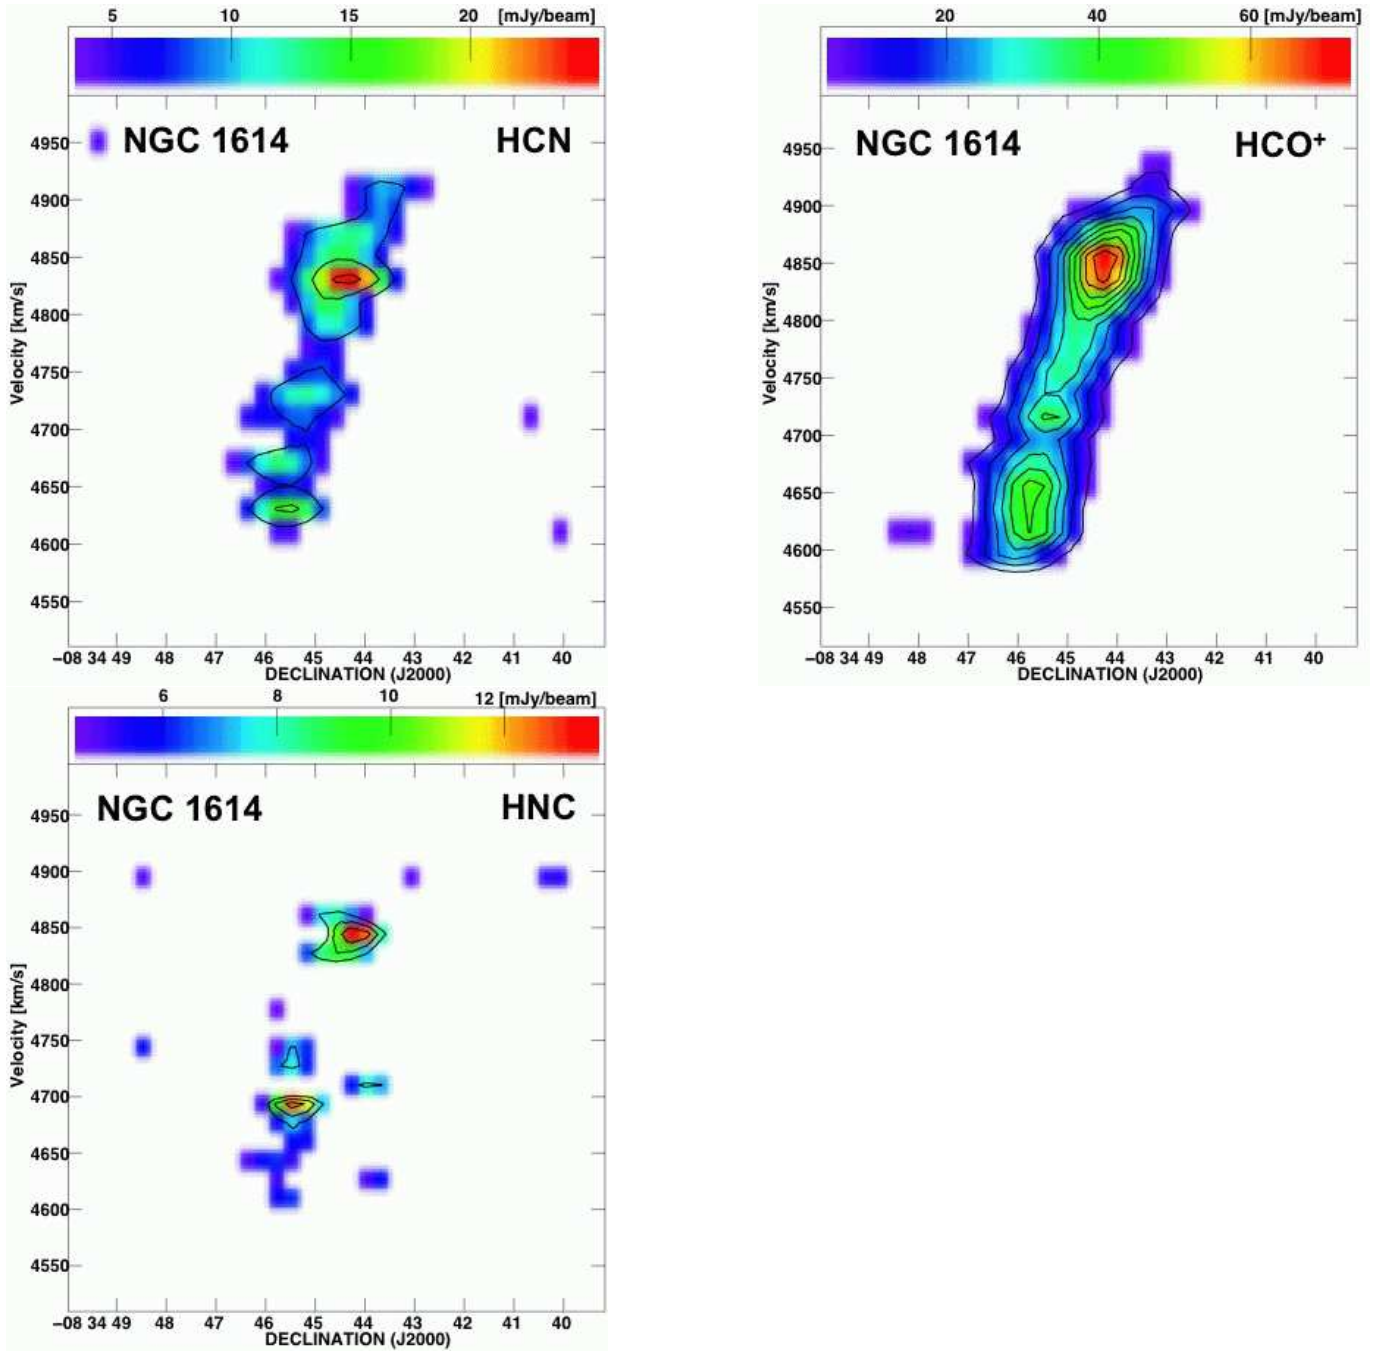 5 15 20 [mJy/beam]
NGC 1614 HCN
4950
4900
4850
4800
4750
4700
4650
4600
4550
Velocity [km/s]
−08 34 49 48 47 46 45 44 43 42 41 40
DECLINATION (J2000)
20 40 60 [mJy/beam]
NGC 1614 HCO+
4950
4900
4850
4800
4750
4700
4650
4600
4550
Velocity [km/s]
−08 34 49 48 47 46 45 44 43 42 41 40
DECLINATION (J2000)
6 8 10 12 [mJy/beam]
NGC 1614 HNC
4950
4900
4850
4800
4750
4700
4650
4600
4550
Velocity [km/s]
−08 34 49 48 47 46 45 44 43 42 41 40
DECLINATION (J2000)